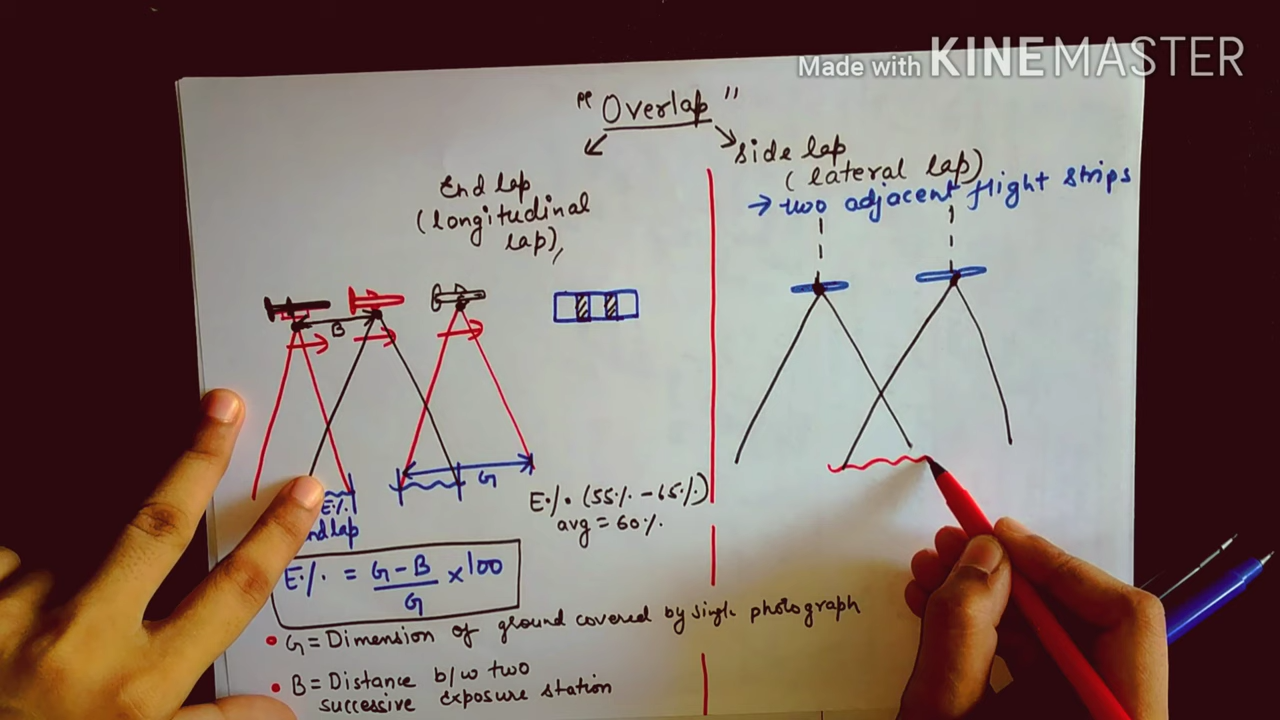 Made with KINEMASTER
"Overlap"
End lap
(longitudinal
lap)
Side lap
(lateral lap)
→ two adjacent flight strips
B
G
E%
ndlap
E% (55% - 65%)
avg = 60%
E% = G-B/G x100
• G = Dimension of ground covered by single photograph
• B = Distance b/w two
successive exposure station